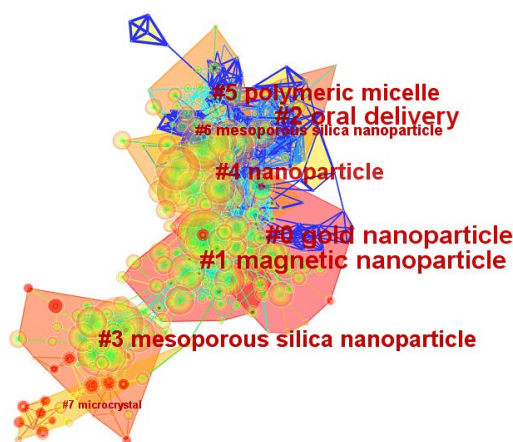 #5 polymeric micelle
#2 oral delivery
#6 mesoporous silica nanoparticle
#4 nanoparticle
#0 gold nanoparticle
#1 magnetic nanoparticle
#3 mesoporous silica nanoparticle
#7 microcrystal